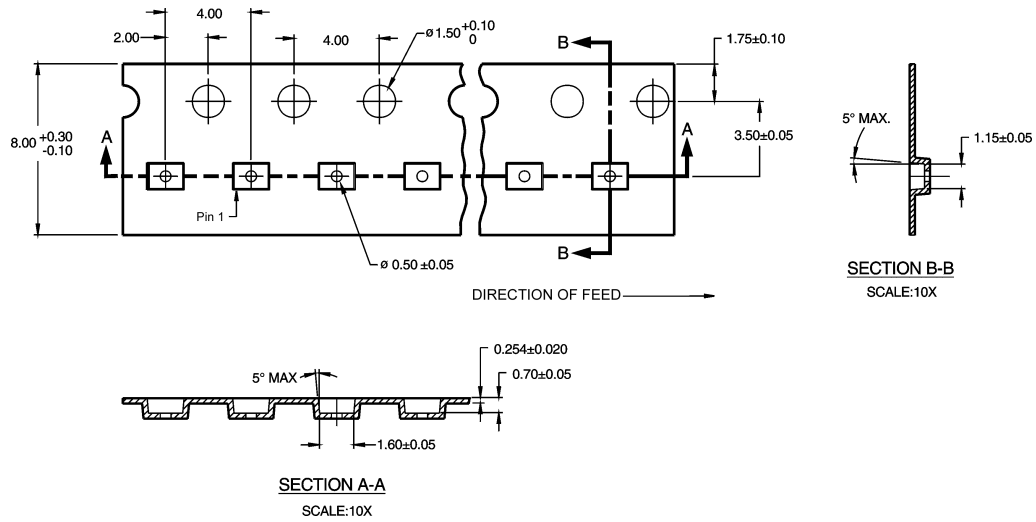 4.00
2.00
4.00
ø1.50 +0.10
0
B
1.75±0.10
8.00 +0.30
-0.10
A
A
3.50±0.05
5° MAX.
1.15±0.05
Pin 1
B
ø 0.50 ±0.05
SECTION B-B
SCALE:10X
DIRECTION OF FEED
0.254±0.020
5° MAX
0.70±0.05
1.60±0.05
SECTION A-A
SCALE:10X